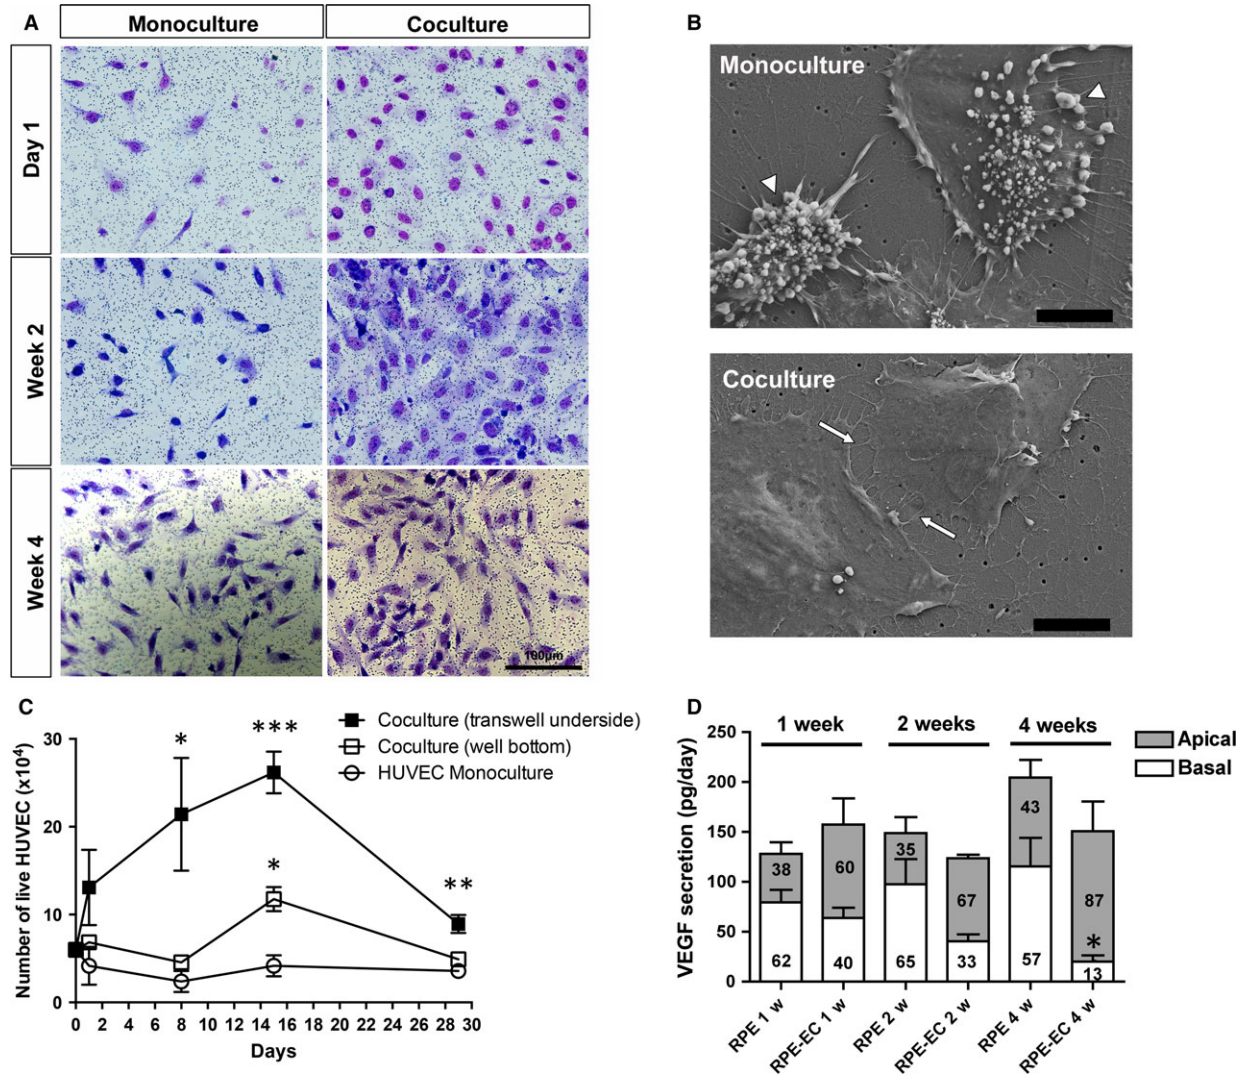 A
Monoculture
Coculture
Day 1
Week 2
Week 4
100µm
B
Monoculture
Coculture
C
Coculture (transwell underside)
Coculture (well bottom)
HUVEC Monoculture
Number of live HUVEC (x10⁴)
30
20
10
0
*
***
*
**
0 2 4 6 8 10 12 14 16 18 20 22 24 26 28 30
Days
D
1 week 2 weeks 4 weeks
Apical
Basal
VEGF secretion (pg/day)
250
200
150
100
50
0
38 60 35 67 43 87
*
62 40 65 33 57 13
RPE 1 w
RPE-EC 1 w
RPE 2 w
RPE-EC 2 w
RPE 4 w
RPE-EC 4 w